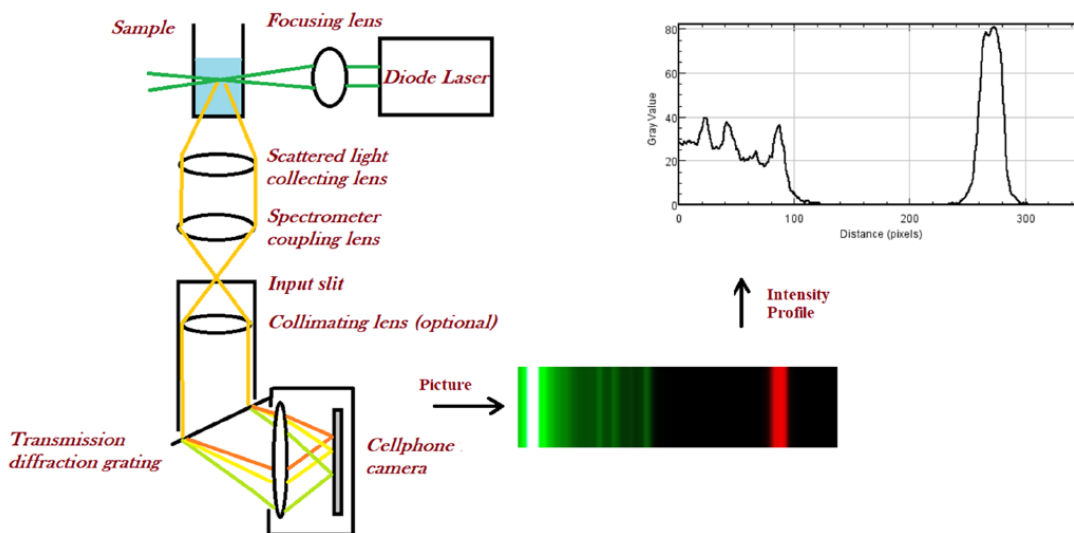 Sample
Focusing lens
Diode Laser
Scattered light
collecting lens
Spectrometer
coupling lens
Input slit
Collimating lens (optional)
Transmission
diffraction grating
Cellphone
camera
Picture
Intensity
Profile
80
60
40
20
0
Gray Value
0
100
200
300
Distance (pixels)